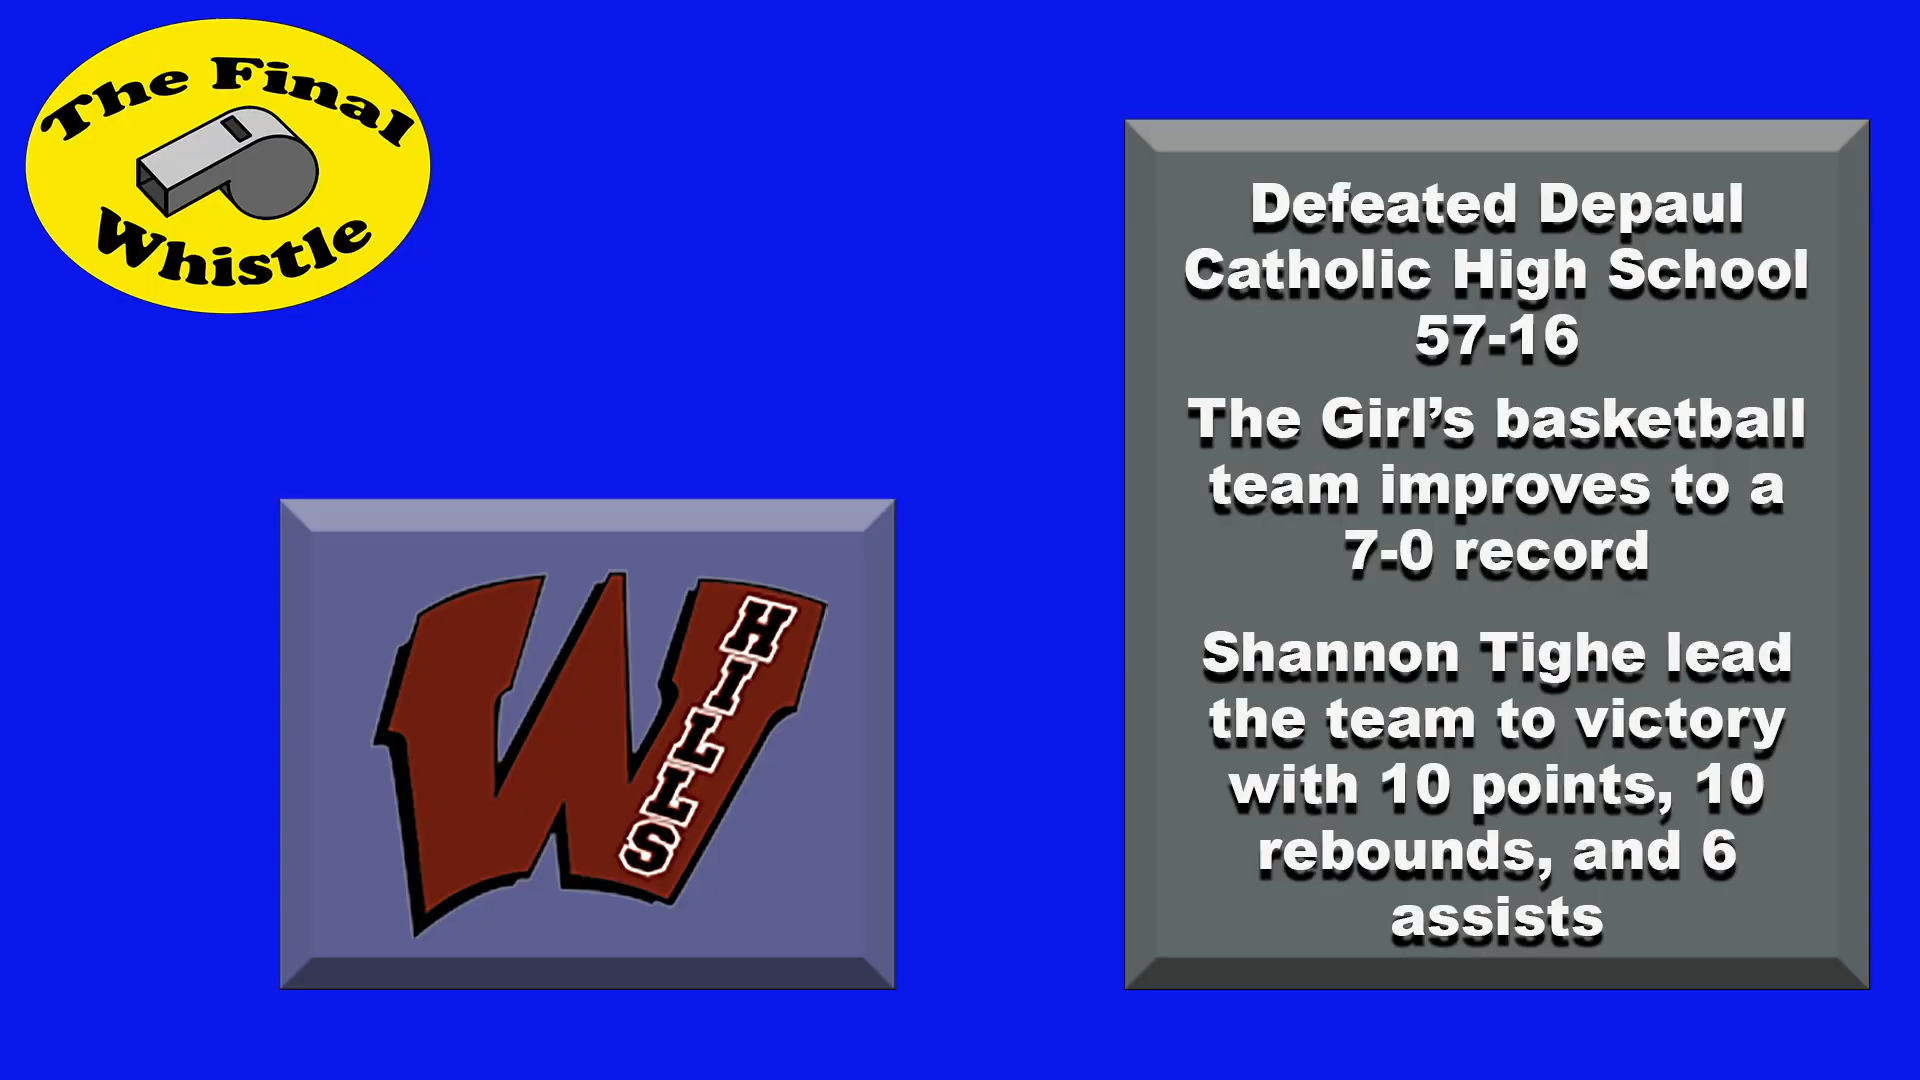 The Final
Whistle
Defeated Depaul
Catholic High School
57-16
The Girl’s basketball
team improves to a
7-0 record
Shannon Tighe lead
the team to victory
with 10 points, 10
rebounds, and 6
assists
W
HILLS